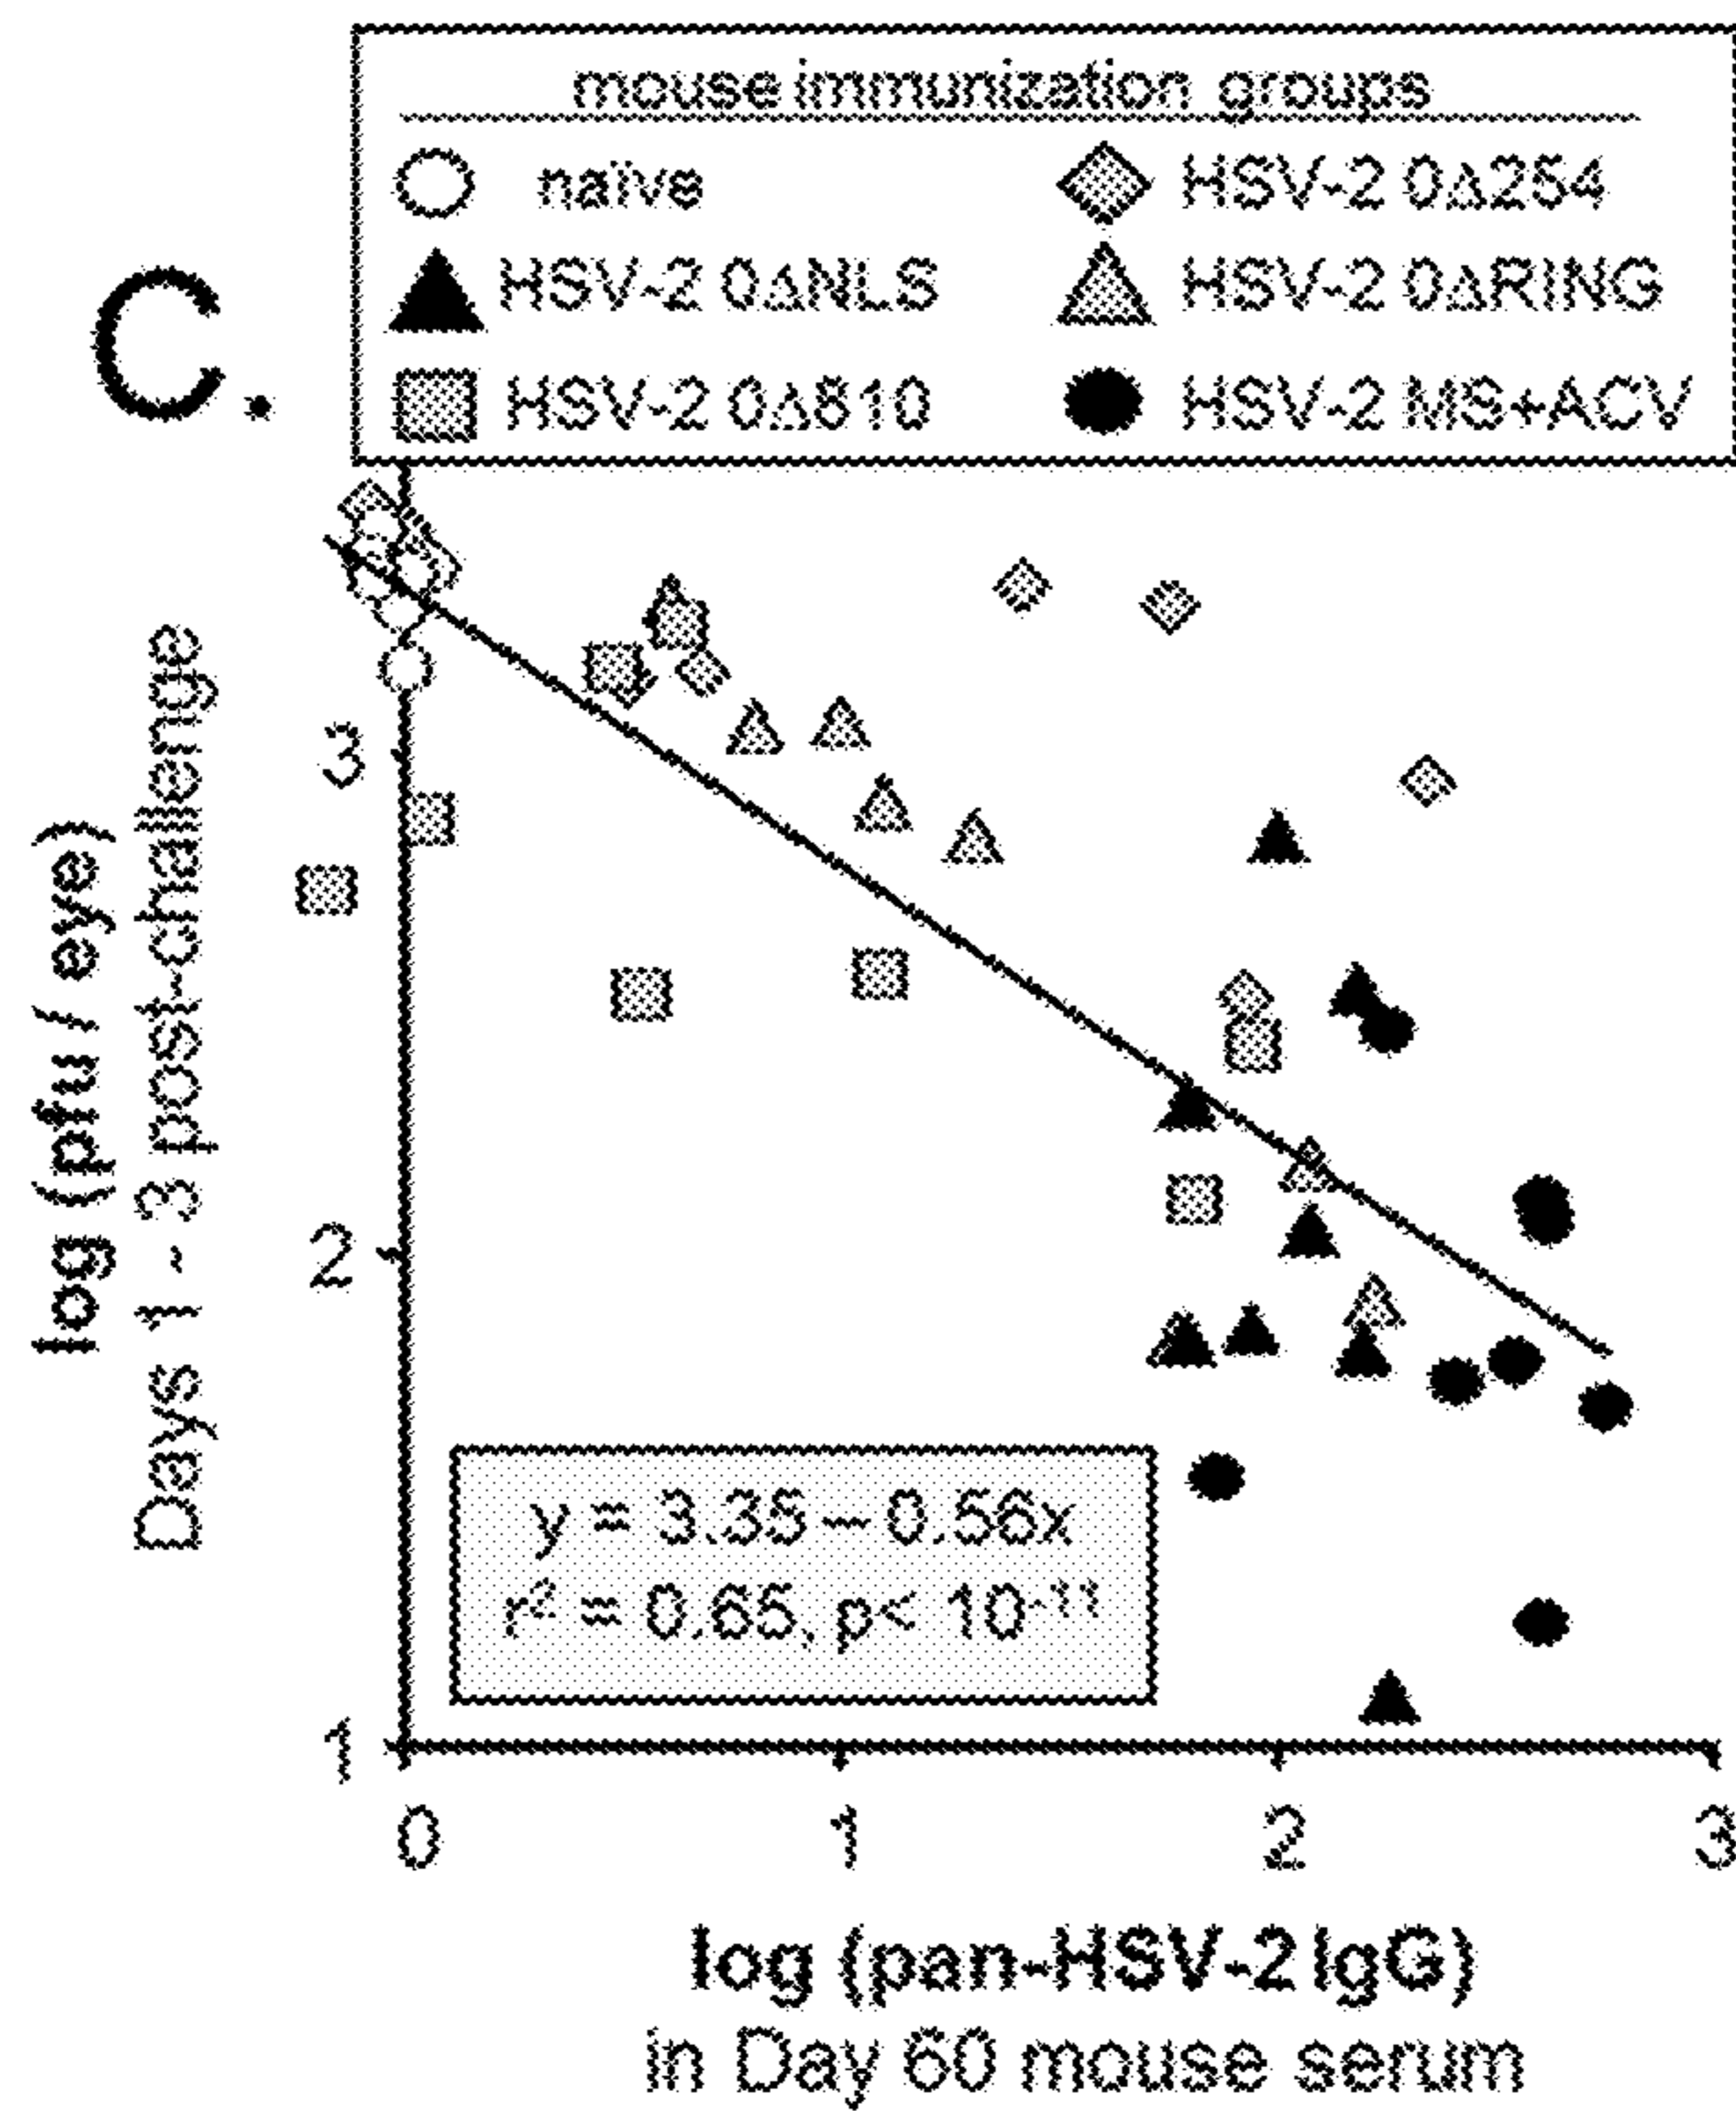 C.
mouse immunization groups
naïve
HSV-2 0Δ254
HSV-2 0ΔNLS
HSV-2 0ΔRING
HSV-2 0Δ810
HSV-2 MS+ACV
log (pfu / eye)
Days 1 - 3 post-challenge
3
2
1
y = 3.35 – 0.56x
r² = 0.65, p< 10⁻¹¹
0 1 2 3
log (pan-HSV-2 IgG)
in Day 60 mouse serum